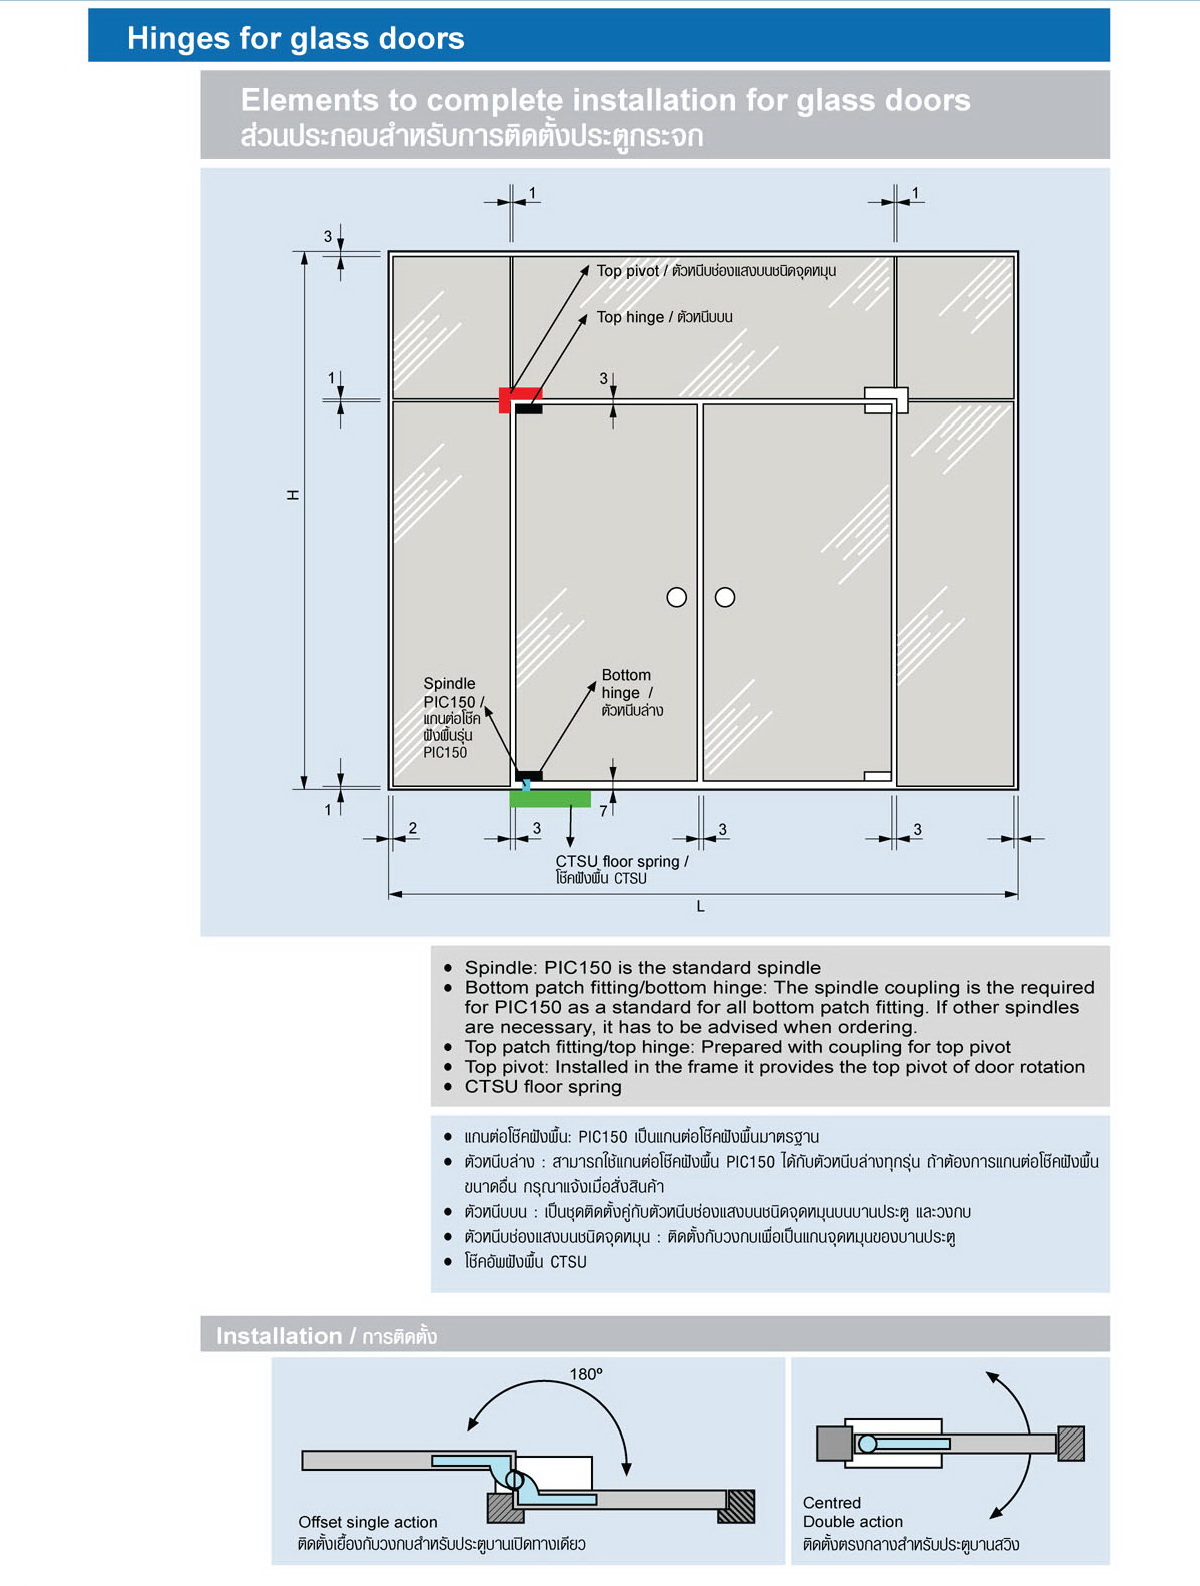 Hinges for glass doors
Elements to complete installation for glass doors
ส่วนประกอบสำหรับการติดตั้งประตูกระจก
1
1
3
Top pivot / ตัวหนีบช่องแสงบนชนิดจุดหมุน
Top hinge / ตัวหนีบบน
1
3
H
Spindle
PIC150 /
แกนต่อโช๊ค
ฝังพื้นรุ่น
PIC150
Bottom
hinge /
ตัวหนีบล่าง
1
7
2
3
3
3
CTSU floor spring /
โช๊คฝังพื้น CTSU
L
● Spindle: PIC150 is the standard spindle
● Bottom patch fitting/bottom hinge: The spindle coupling is the required
for PIC150 as a standard for all bottom patch fitting. If other spindles
are necessary, it has to be advised when ordering.
● Top patch fitting/top hinge: Prepared with coupling for top pivot
● Top pivot: Installed in the frame it provides the top pivot of door rotation
● CTSU floor spring
● แกนต่อโช๊คฝังพื้น: PIC150 เป็นแกนต่อโช๊คฝังพื้นมาตรฐาน
● ตัวหนีบล่าง : สามารถใช้แกนต่อโช๊คฝังพื้น PIC150 ได้กับตัวหนีบล่างทุกรุ่น ถ้าต้องการแกนต่อโช๊คฝังพื้น
ขนาดอื่น กรุณาแจ้งเมื่อสั่งสินค้า
● ตัวหนีบบน : เป็นชุดติดตั้งคู่กับตัวหนีบช่องแสงบนชนิดจุดหมุนบนบานประตู และวงกบ
● ตัวหนีบช่องแสงบนชนิดจุดหมุน : ติดตั้งกับวงกบเพื่อเป็นแกนจุดหมุนของบานประตู
● โช๊คอัพฝังพื้น CTSU
Installation / การติดตั้ง
180º
Offset single action
ติดตั้งเยื้องกับวงกบสำหรับประตูบานเปิดทางเดียว
Centred
Double action
ติดตั้งตรงกลางสำหรับประตูบานสวิง